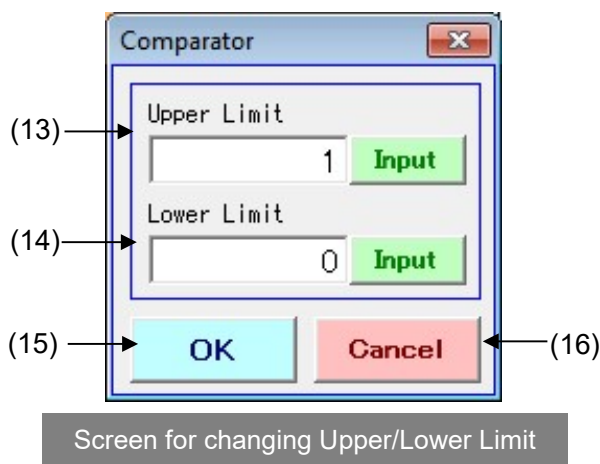 Comparator
Upper Limit
(13)
1 Input
Lower Limit
(14)
0 Input
(15) OK Cancel (16)
Screen for changing Upper/Lower Limit